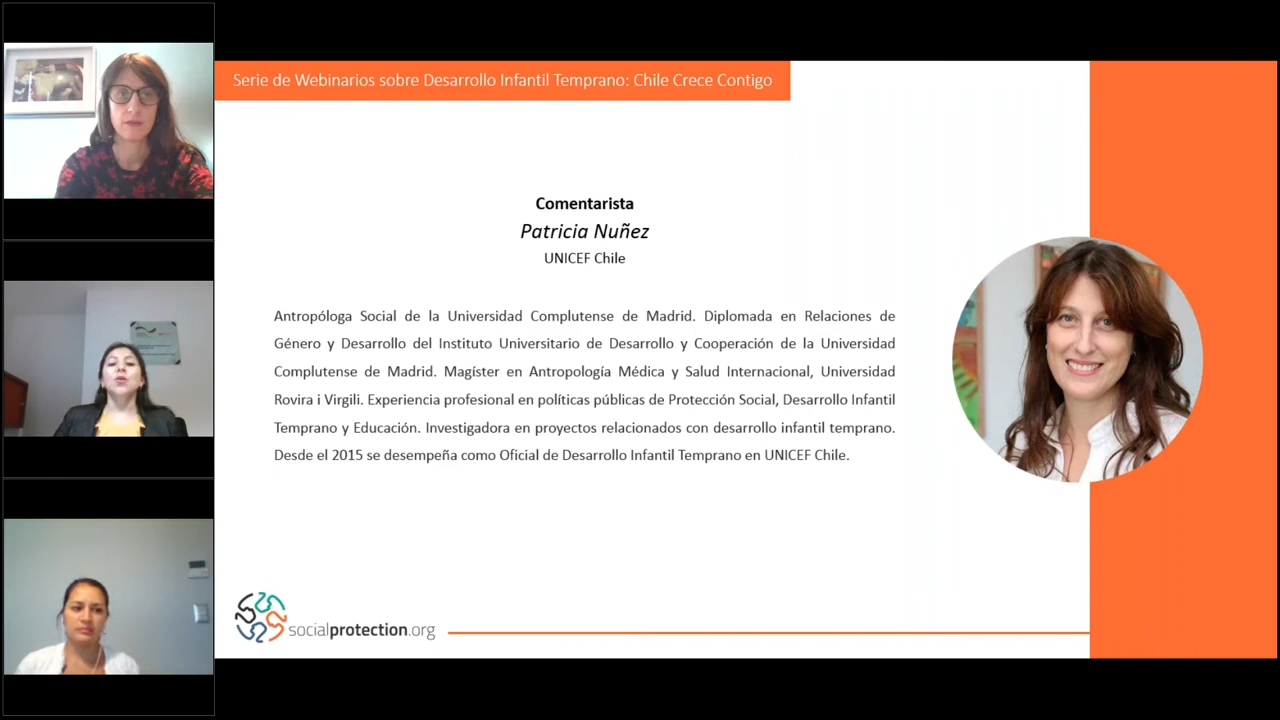 Serie de Webinarios sobre Desarrollo Infantil Temprano: Chile Crece Contigo
Comentarista
Patricia Nuñez
UNICEF Chile
Antropóloga Social de la Universidad Complutense de Madrid. Diplomada en Relaciones de
Género y Desarrollo del Instituto Universitario de Desarrollo y Cooperación de la Universidad
Complutense de Madrid. Magíster en Antropología Médica y Salud Internacional, Universidad
Rovira i Virgili. Experiencia profesional en políticas públicas de Protección Social, Desarrollo Infantil
Temprano y Educación. Investigadora en proyectos relacionados con desarrollo infantil temprano.
Desde el 2015 se desempeña como Oficial de Desarrollo Infantil Temprano en UNICEF Chile.
socialprotection.org